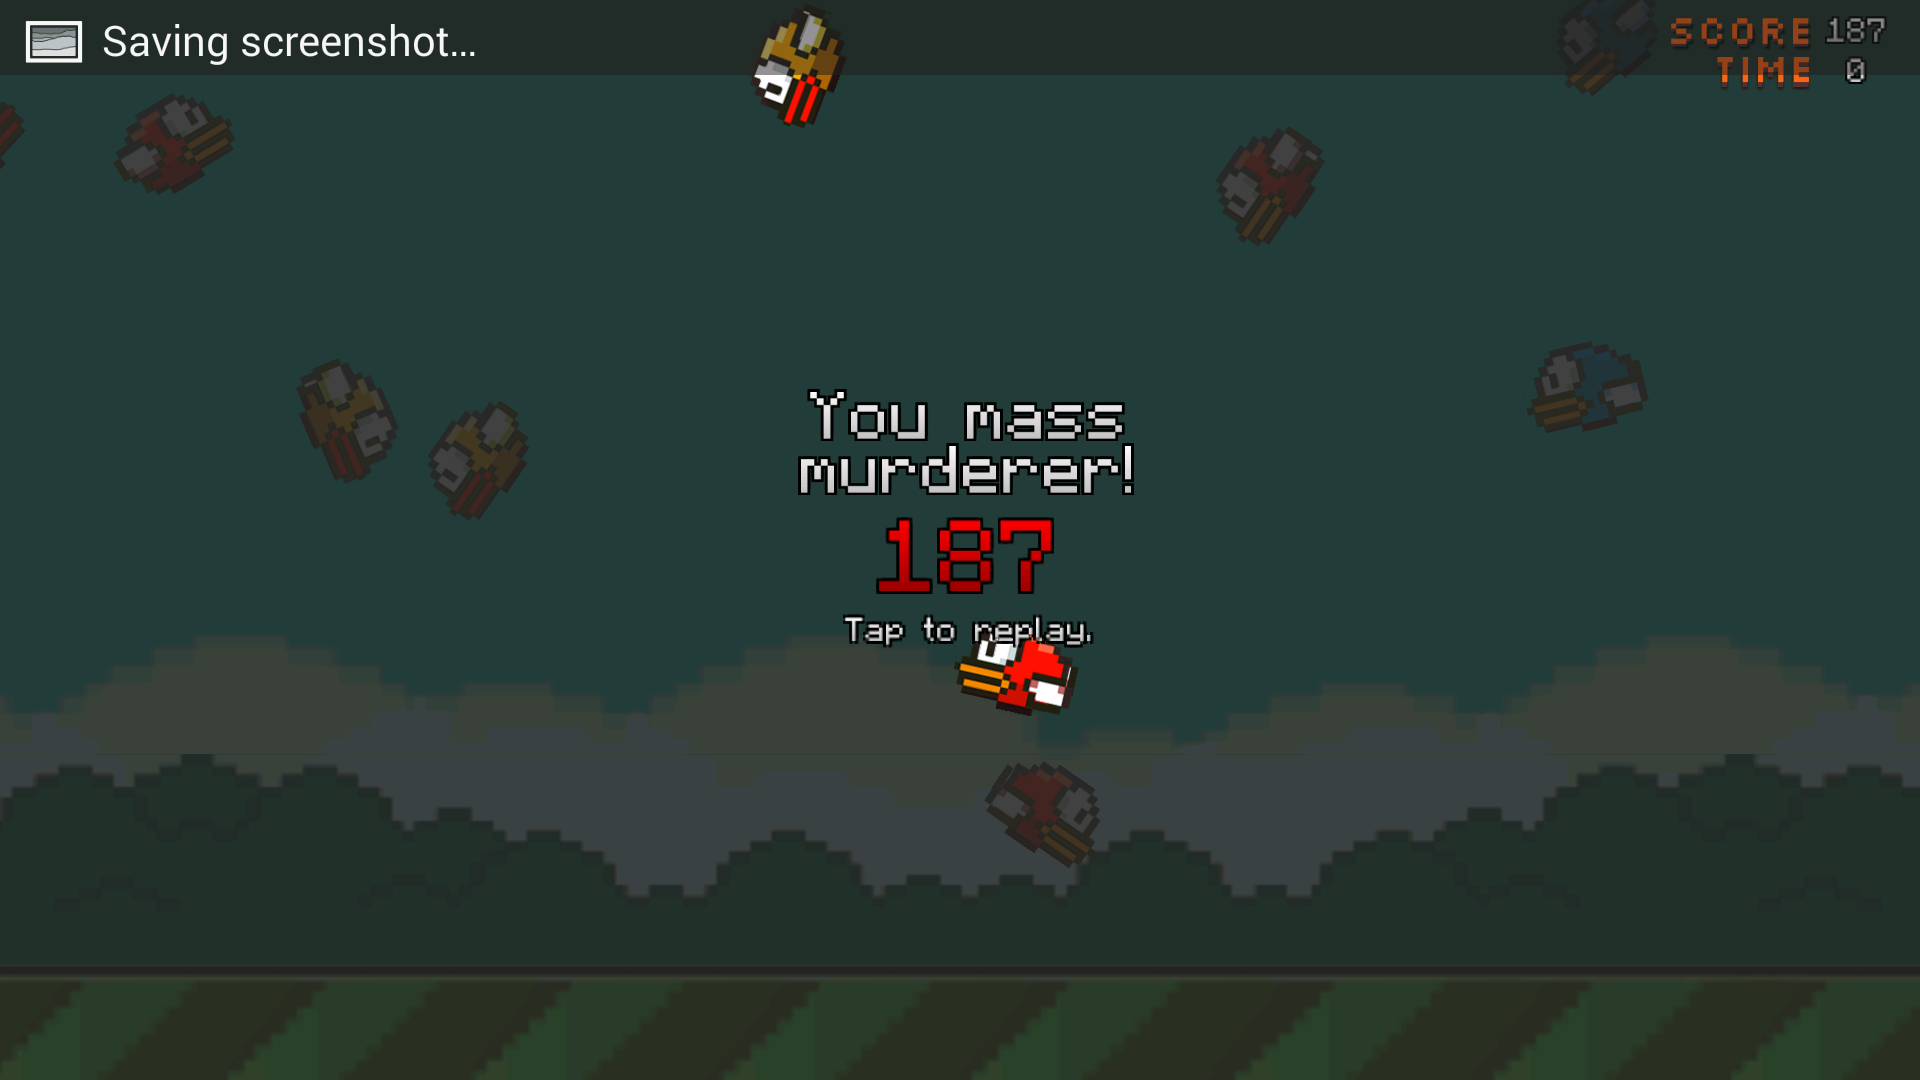 Saving screenshot...
SCORE 187
TIME 0
You mass
murderer!
187
Tap to replay.